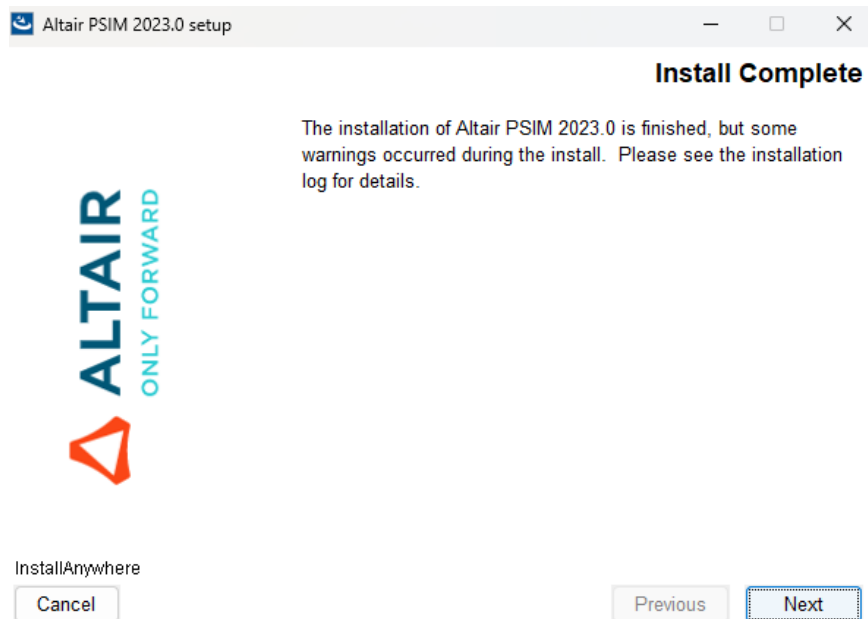 Altair PSIM 2023.0 setup
Install Complete
The installation of Altair PSIM 2023.0 is finished, but some
warnings occurred during the install.  Please see the installation
log for details.
ALTAIR
ONLY FORWARD
InstallAnywhere
Cancel
Previous
Next